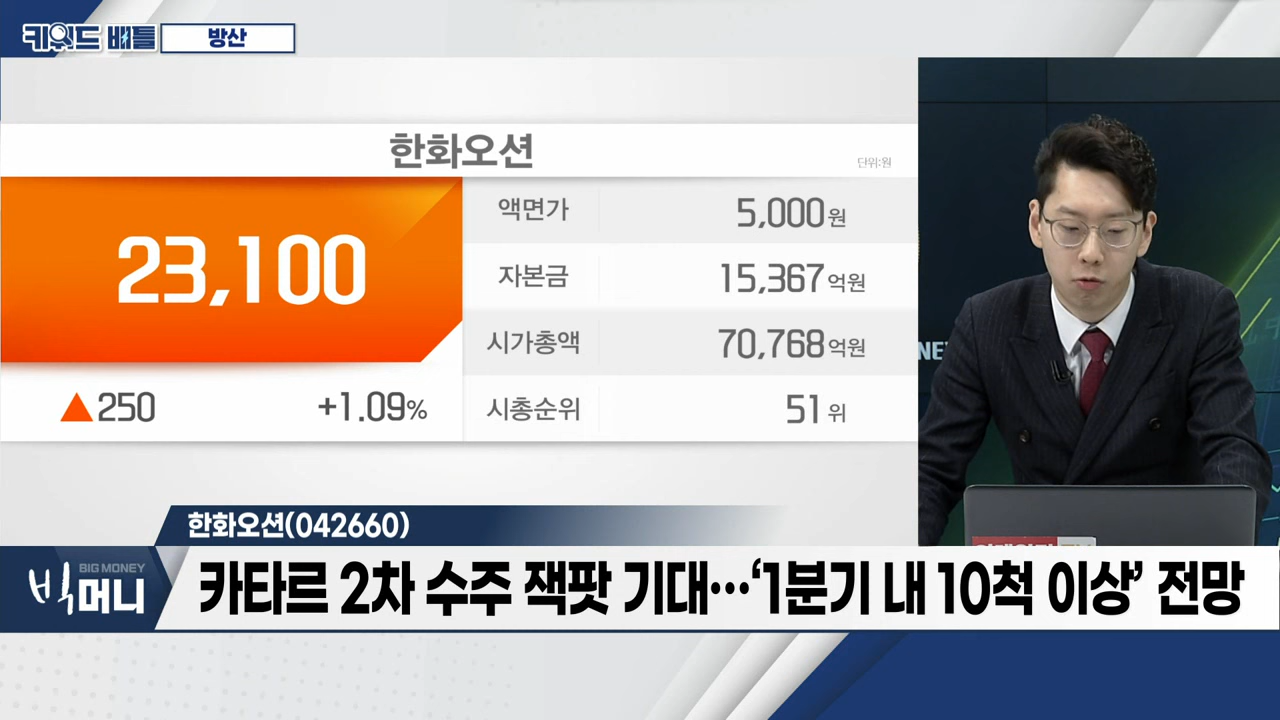 키워드 배틀 방산
한화오션
단위:원
23,100
▲250 +1.09%
액면가 5,000원
자본금 15,367억원
시가총액 70,768억원
시총순위 51 위
한화오션(042660)
BIG MONEY
빅머니
카타르 2차 수주 잭팟 기대…‘1분기 내 10척 이상’ 전망